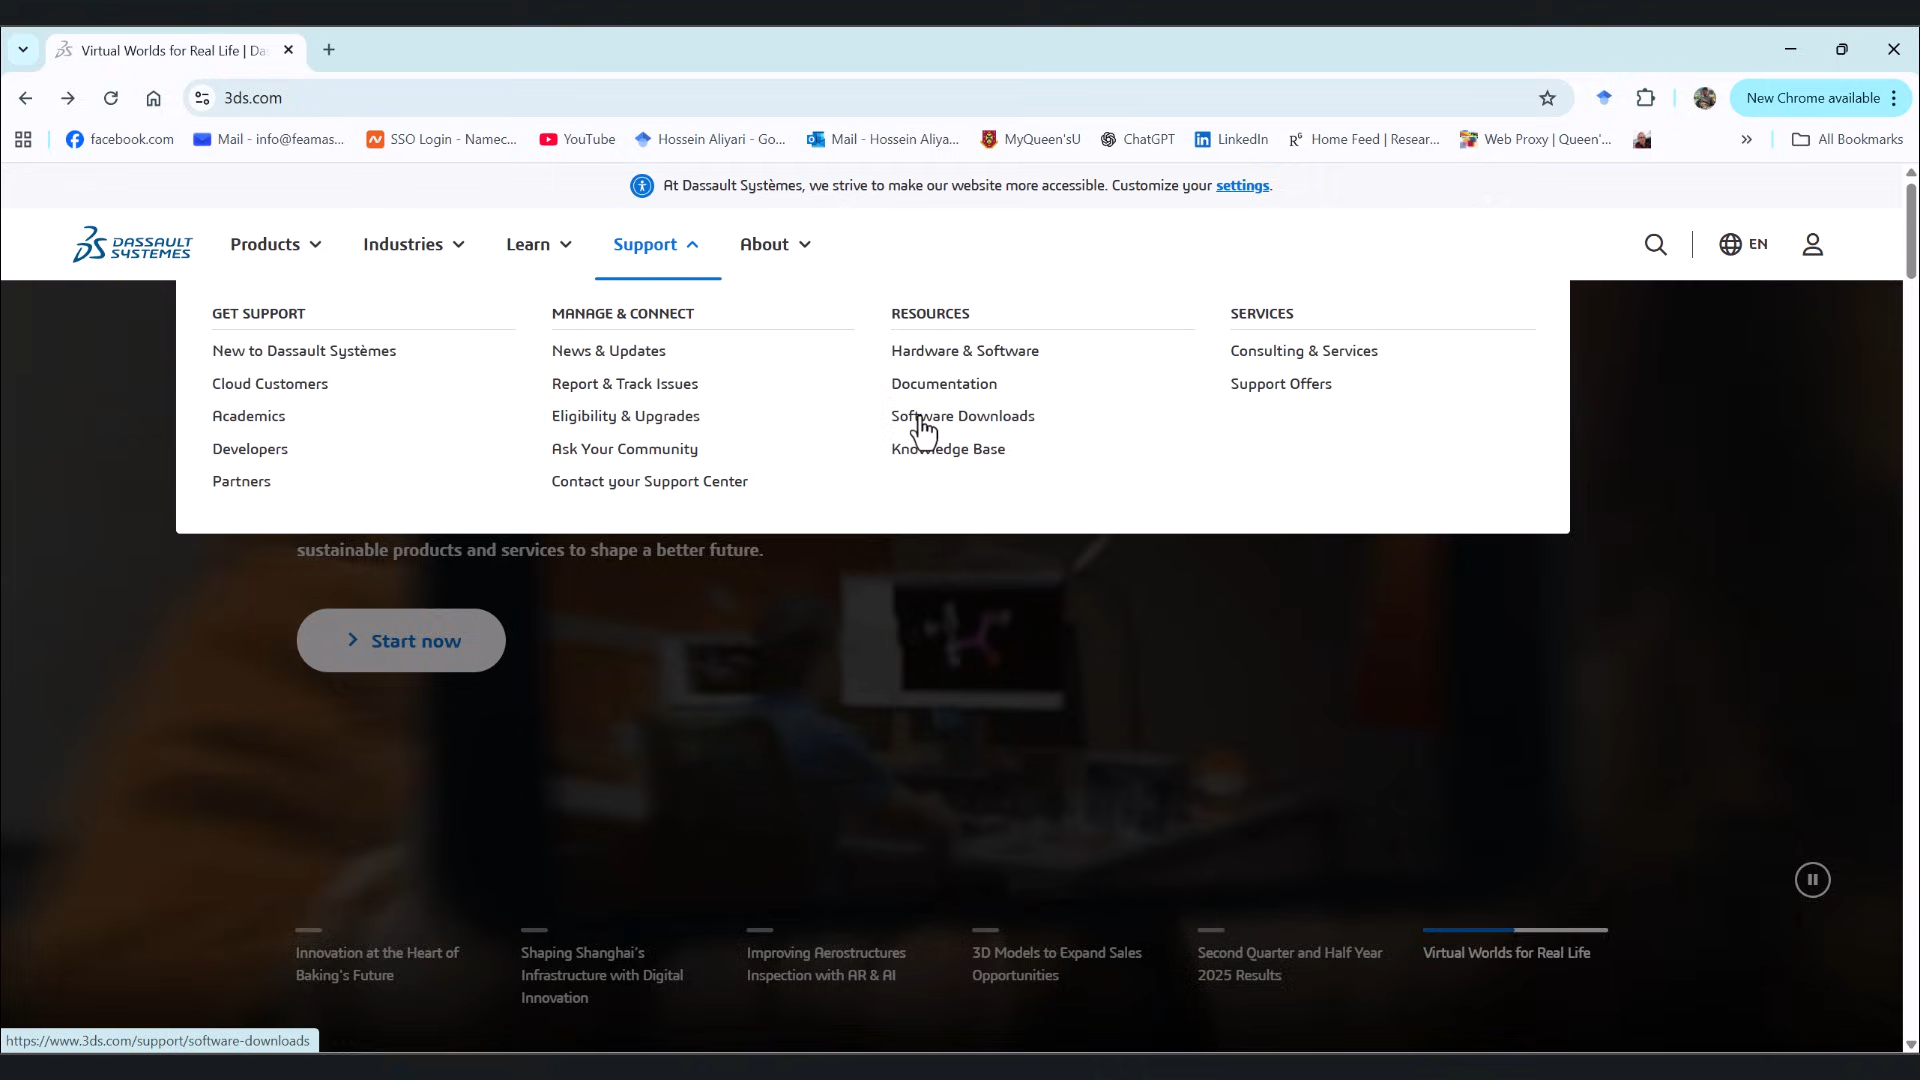 Virtual Worlds for Real Life | Da
3ds.com
New Chrome available
facebook.com
Mail - info@feamas...
SSO Login - Namec...
YouTube
Hossein Aliyari - Go...
Mail - Hossein Aliya...
MyQueen'sU
ChatGPT
LinkedIn
Home Feed | Resear...
Web Proxy | Queen'...
All Bookmarks
At Dassault Systèmes, we strive to make our website more accessible. Customize your settings.
DASSAULT
SYSTEMES
Products
Industries
Learn
Support
About
EN
GET SUPPORT
New to Dassault Systèmes
Cloud Customers
Academics
Developers
Partners
MANAGE & CONNECT
News & Updates
Report & Track Issues
Eligibility & Upgrades
Ask Your Community
Contact your Support Center
RESOURCES
Hardware & Software
Documentation
Software Downloads
Knowledge Base
SERVICES
Consulting & Services
Support Offers
sustainable products and services to shape a better future.
Start now
Innovation at the Heart of
Baking's Future
Shaping Shanghai's
Infrastructure with Digital
Innovation
Improving Aerostructures
Inspection with AR & AI
3D Models to Expand Sales
Opportunities
Second Quarter and Half Year
2025 Results
Virtual Worlds for Real Life
https://www.3ds.com/support/software-downloads